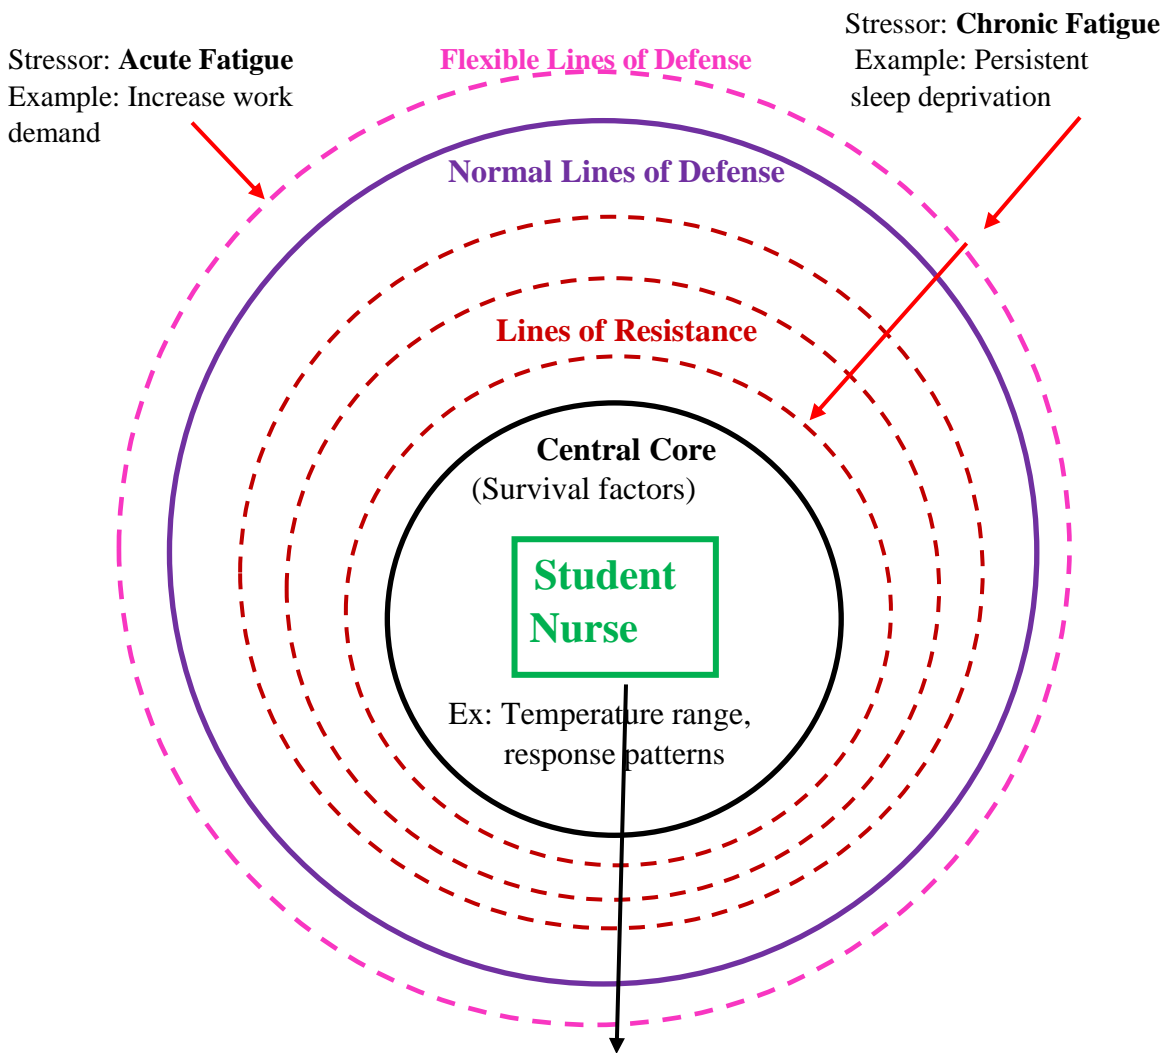 Stressor: Acute Fatigue
Example: Increase work
demand
Flexible Lines of Defense
Stressor: Chronic Fatigue
Example: Persistent
sleep deprivation
Normal Lines of Defense
Lines of Resistance
Central Core
(Survival factors)
Student
Nurse
Ex: Temperature range,
response patterns